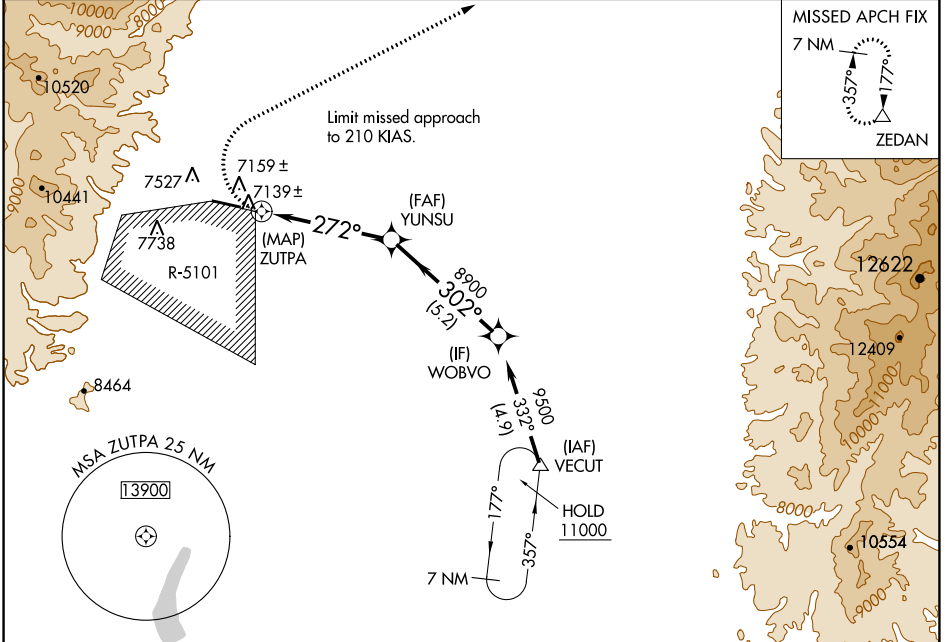 10000
9000
8000
10520
10441
9000
7527
7159 ±
7139 ±
7738
R-5101
8464
Limit missed approach
to 210 KIAS.
MISSED APCH FIX
7 NM
357°
177°
ZEDAN
(MAP)
ZUTPA
272°
(FAF)
YUNSU
8900
302°
(5.2)
(IF)
WOBVO
9500
332°
(4.9)
(IAF)
VECUT
HOLD
11000
177°
357°
7 NM
MSA ZUTPA 25 NM
13900
12622
12409
11000
10000
8000
10554
9000